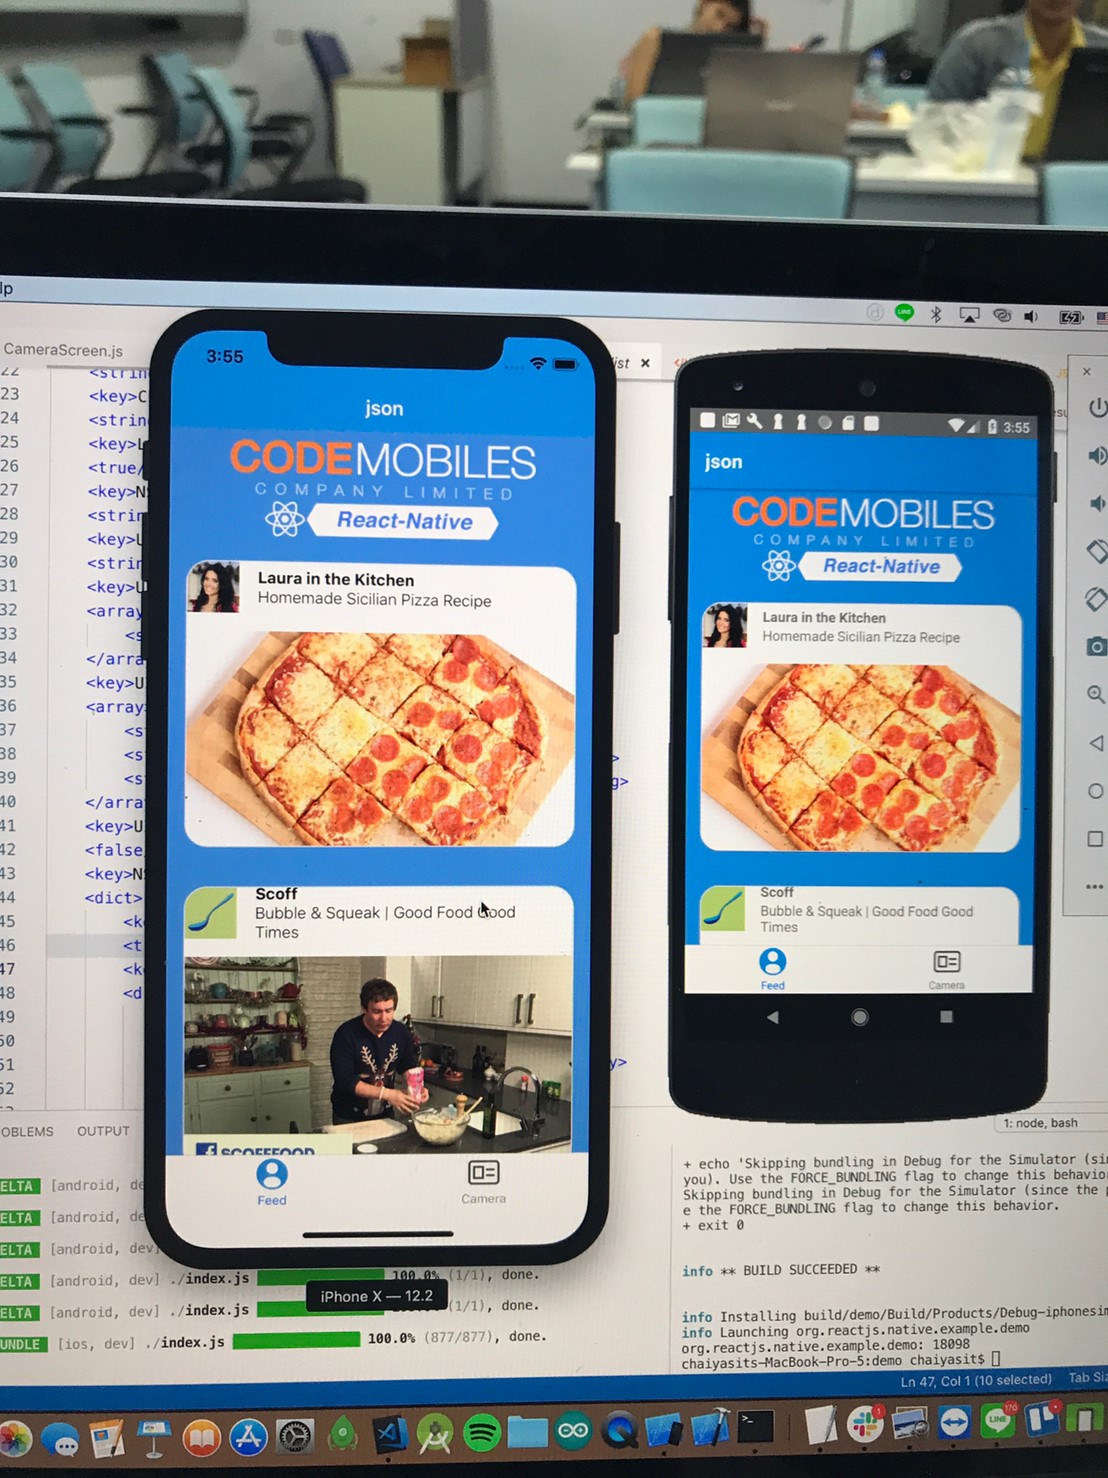 lp
CameraScreen.js
ist ×
22 <strin
23 <key>C
24 <strin
25 <key>L
26 <true/
27 <key>N
28 <strin
29 <key>U
30 <strin
31 <key>U
32 <array
33 <s
34 </arra
35 <key>U
36 <array
37 <s
38 <s
39 <s
g>
40 </arra
41 <key>U
42 <false
43 <key>N
44 <dict>
45 <k
46 <t
47 <k
48 <d
49
50
51
y>
52
3:55
json
CODEMOBILES
COMPANY LIMITED
React-Native
Laura in the Kitchen
Homemade Sicilian Pizza Recipe
Scoff
Bubble & Squeak | Good Food Good
Times
SCOFFFOOD
Feed
Camera
iPhone X — 12.2
3:55
json
CODEMOBILES
COMPANY LIMITED
React-Native
Laura in the Kitchen
Homemade Sicilian Pizza Recipe
Scoff
Bubble & Squeak | Good Food Good
Times
Feed
Camera
OBLEMS OUTPUT
1: node, bash
ELTA [android, de
ELTA [android, de
ELTA [android, dev]
ELTA [android, dev] ./index.js 100.0% (1/1), done.
ELTA [android, dev] ./index.js (1/1), done.
UNDLE [ios, dev] ./index.js 100.0% (877/877), done.
+ echo 'Skipping bundling in Debug for the Simulator (sin
you). Use the FORCE_BUNDLING flag to change this behavio
Skipping bundling in Debug for the Simulator (since the p
e the FORCE_BUNDLING flag to change this behavior.
+ exit 0
info ** BUILD SUCCEEDED **
info Installing build/demo/Build/Products/Debug-iphonesim
info Launching org.reactjs.native.example.demo
org.reactjs.native.example.demo: 18098
chaiyasits-MacBook-Pro-5:demo chaiyasit$
Ln 47, Col 1 (10 selected) Tab Siz
LINE
170
1